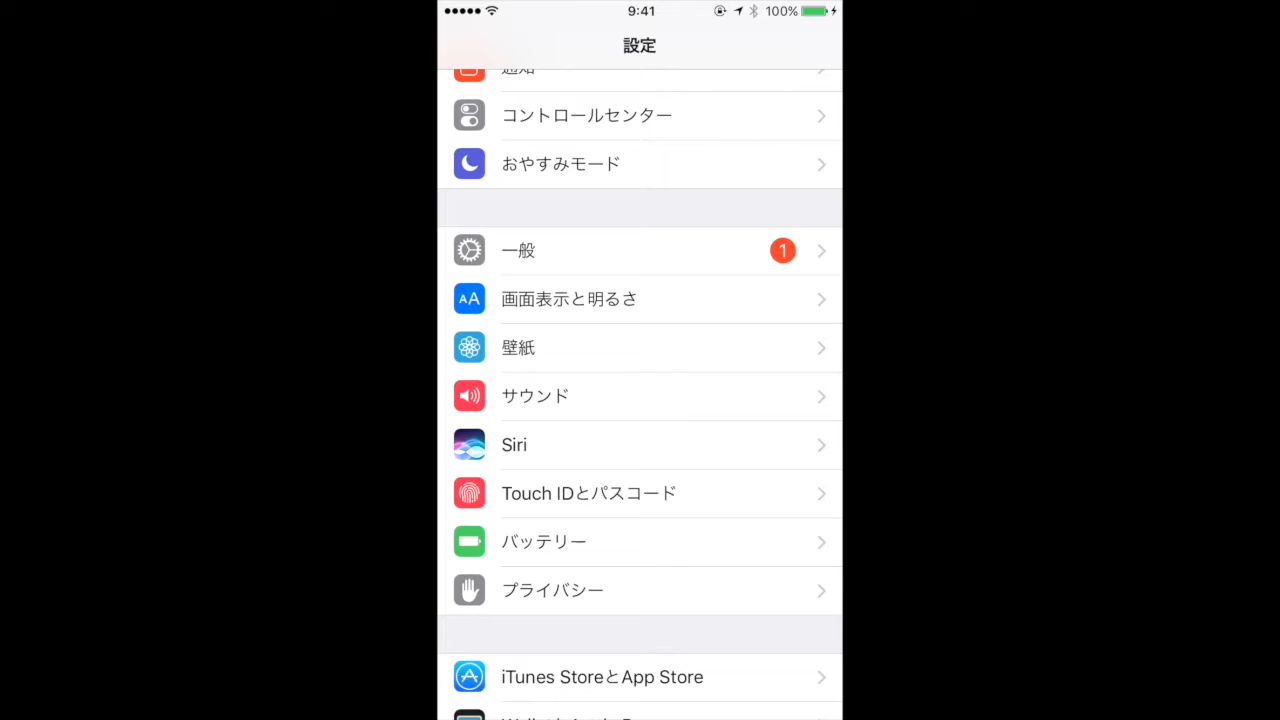 9:41
100%
設定
通知
コントロールセンター
おやすみモード
一般
1
画面表示と明るさ
壁紙
サウンド
Siri
Touch IDとパスコード
バッテリー
プライバシー
iTunes StoreとApp Store